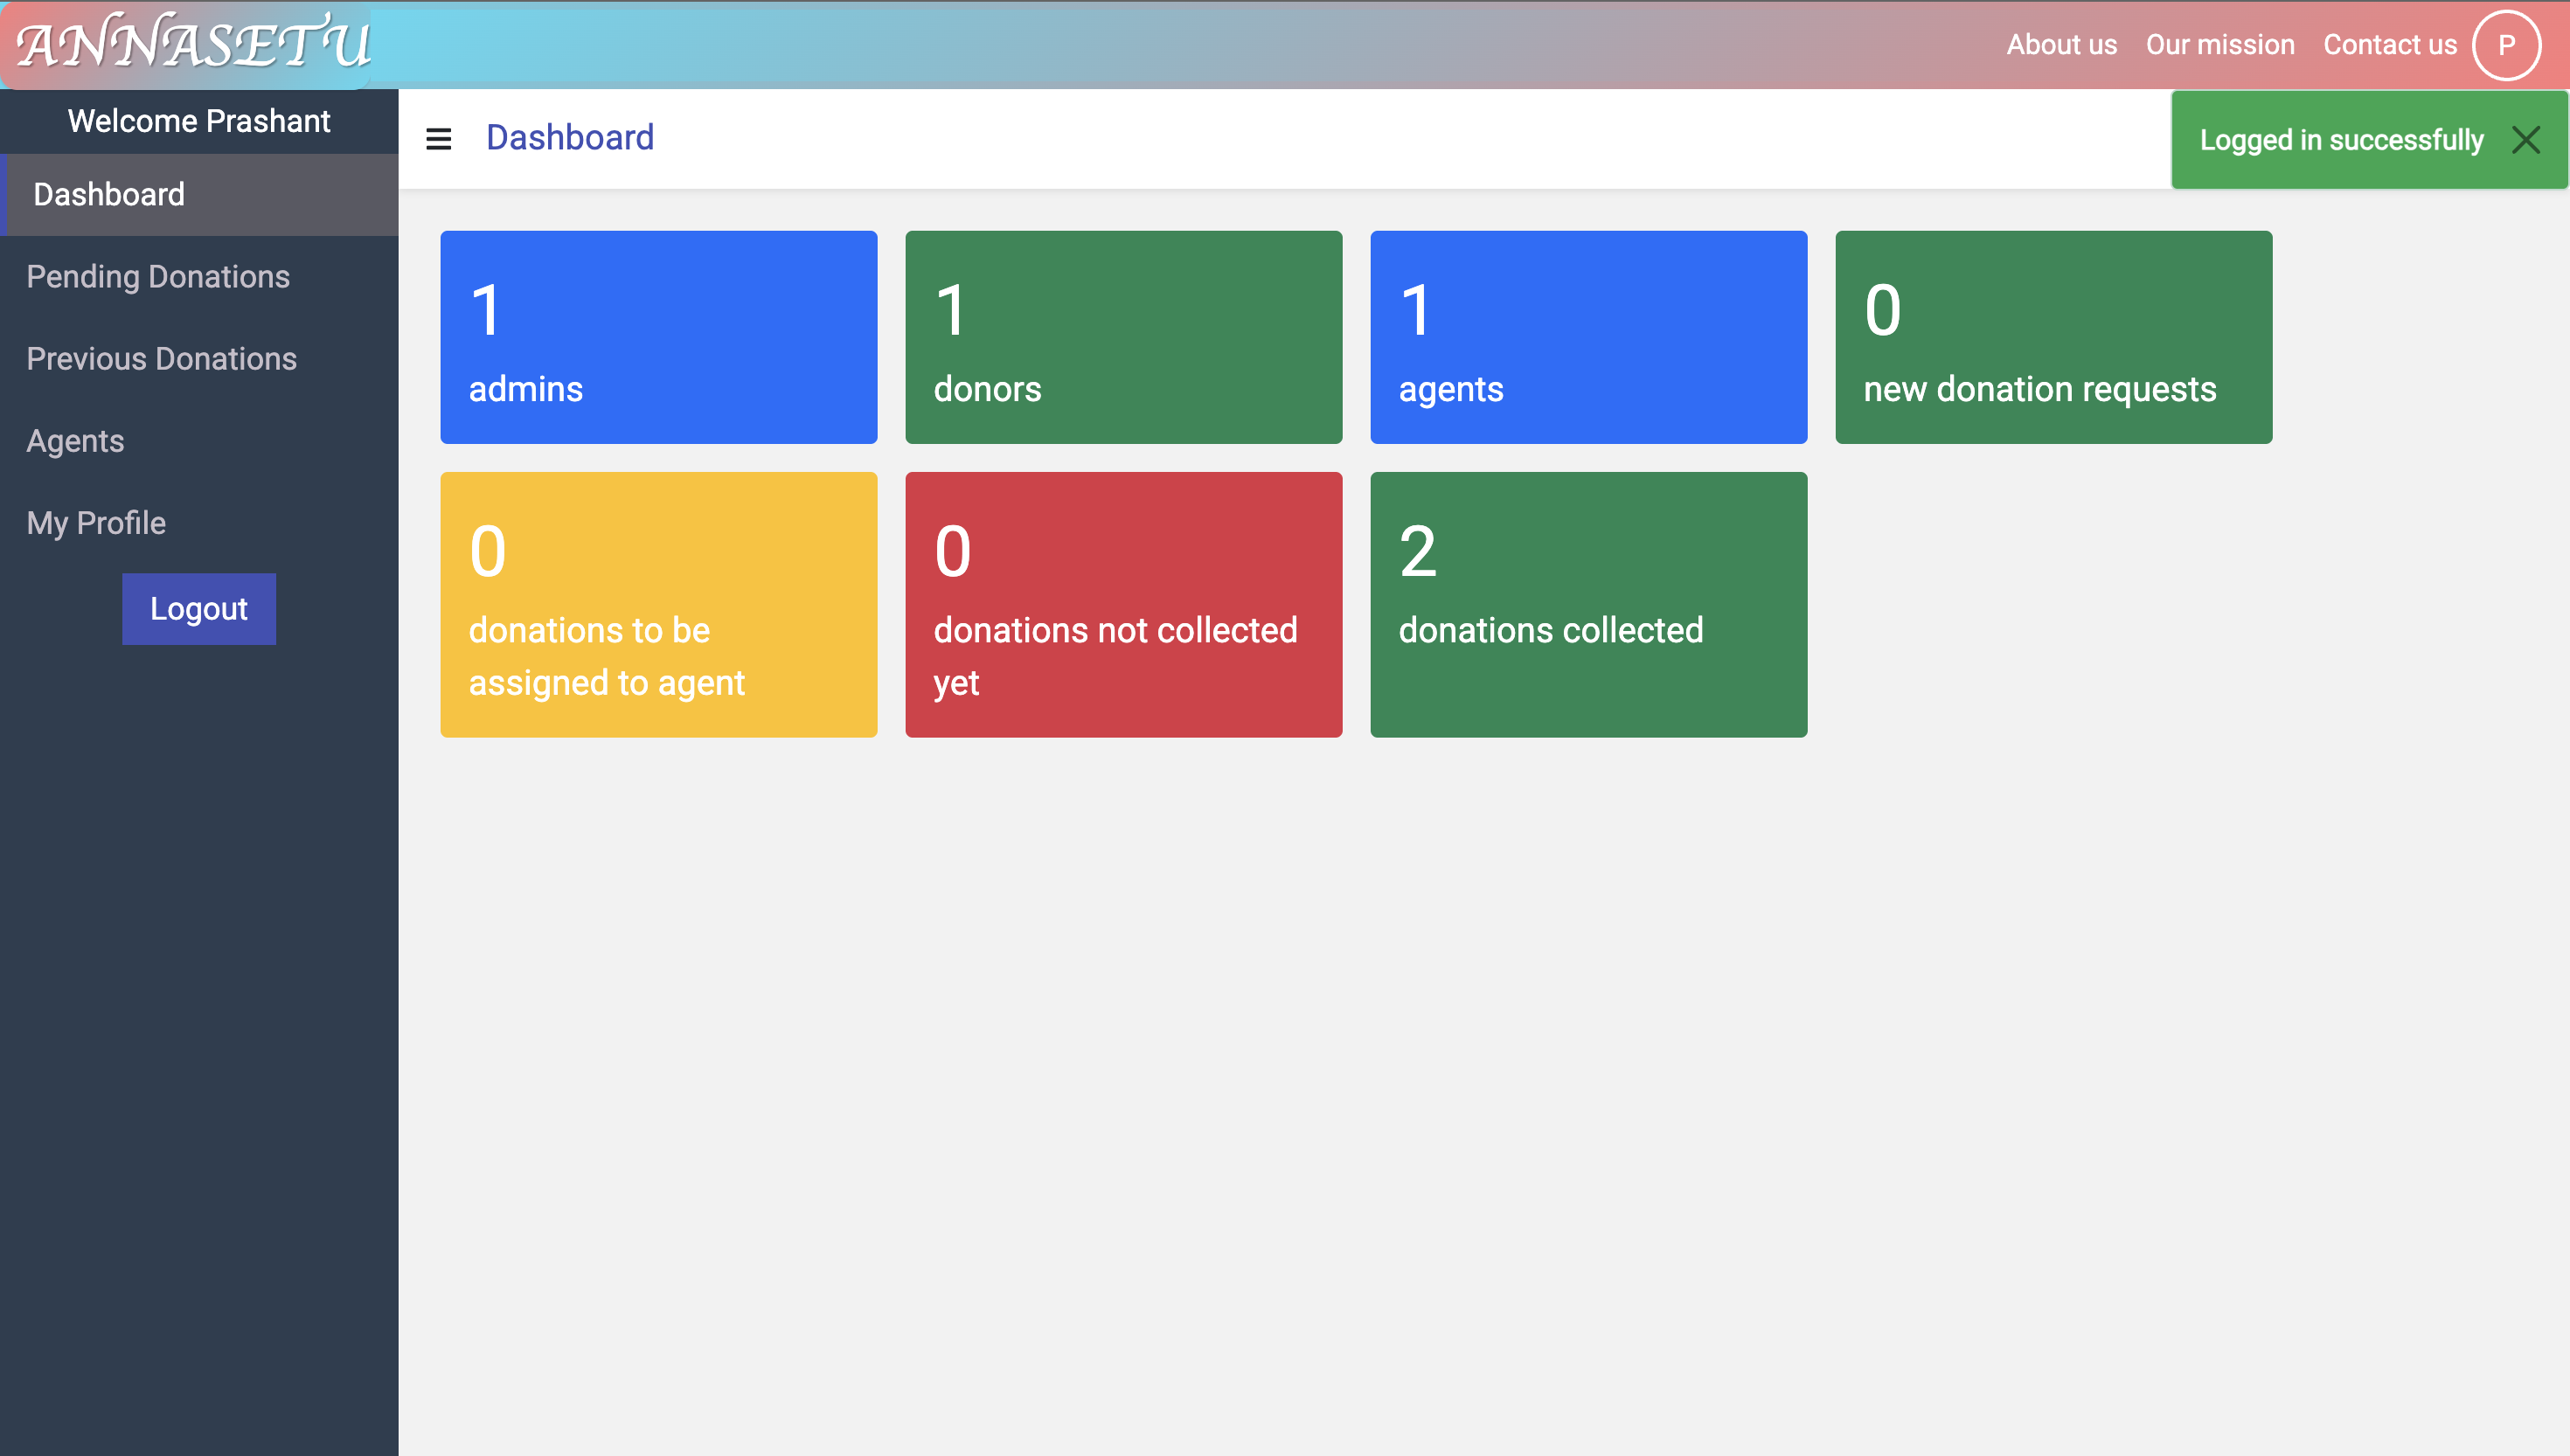 ANNASETU
About us
Our mission
Contact us
P
Welcome Prashant
Dashboard
Pending Donations
Previous Donations
Agents
My Profile
Logout
Dashboard
Logged in successfully
1
admins
1
donors
1
agents
0
new donation requests
0
donations to be
assigned to agent
0
donations not collected
yet
2
donations collected